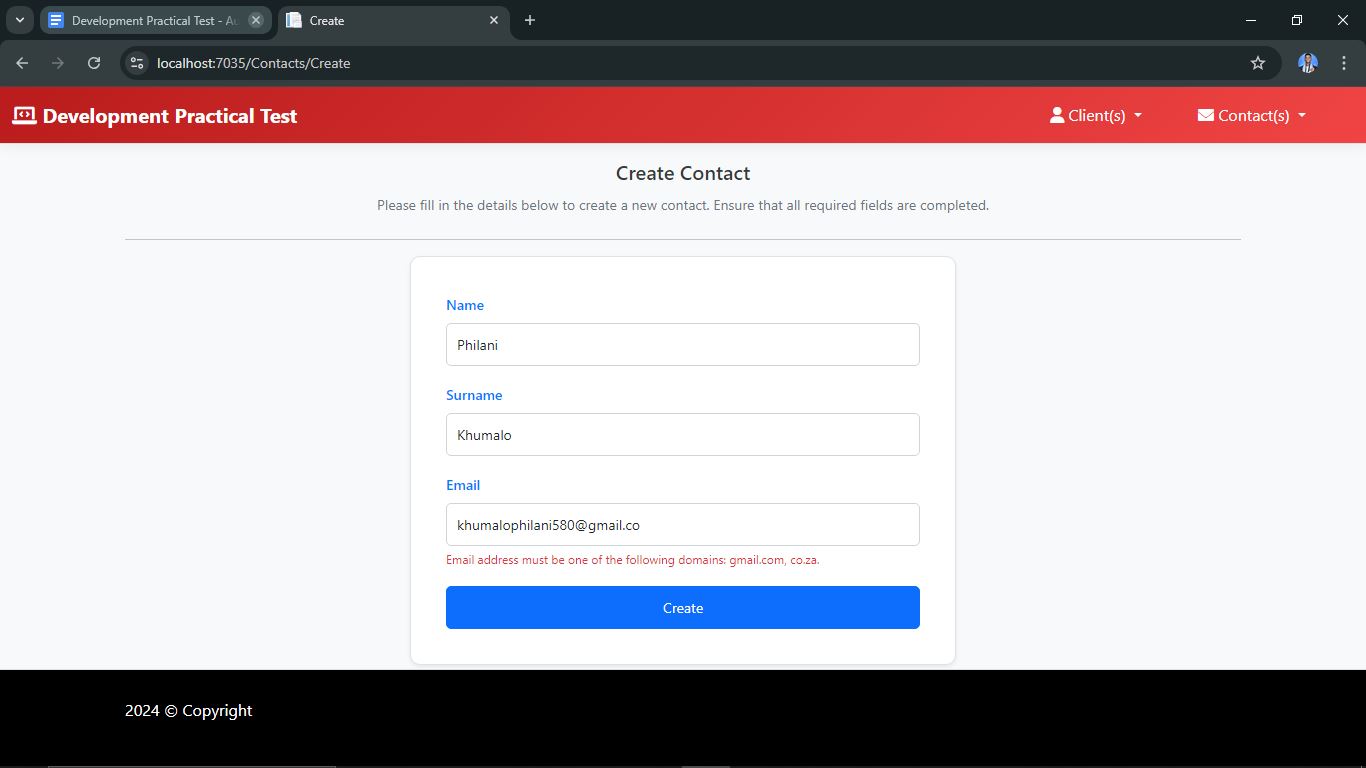 Development Practical Test - Au
Create
localhost:7035/Contacts/Create
Development Practical Test
Client(s)
Contact(s)
Create Contact
Please fill in the details below to create a new contact. Ensure that all required fields are completed.
Name
Philani
Surname
Khumalo
Email
khumalophilani580@gmail.co
Email address must be one of the following domains: gmail.com, co.za.
Create
2024 © Copyright